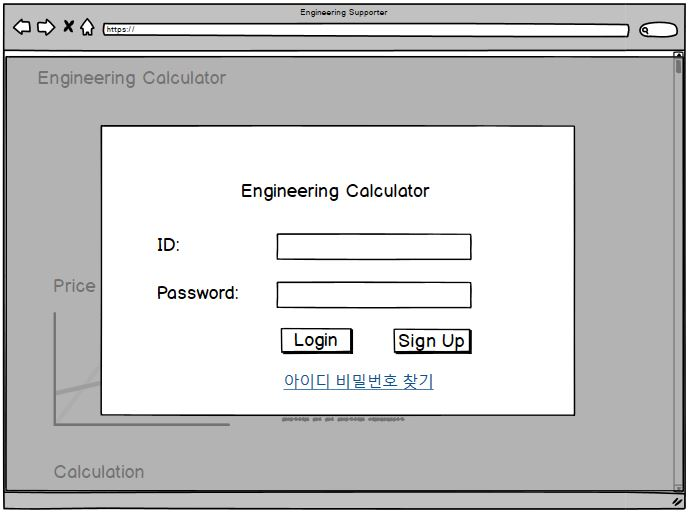 Engineering Supporter
https://
Engineering Calculator
Engineering Calculator
ID:
Password:
Price
Login
Sign Up
아이디 비밀번호 찾기
Calculation